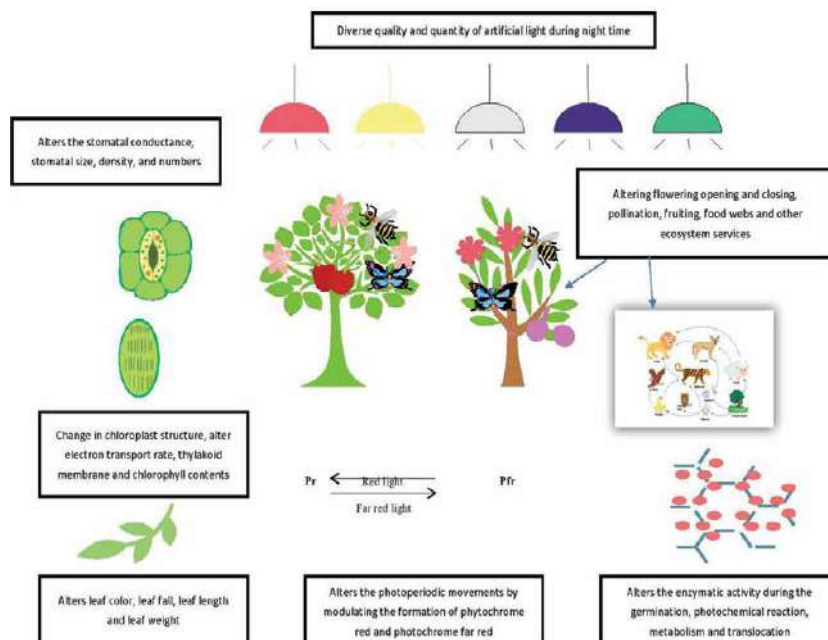 Diverse quality and quantity of artificial light during night time
Alters the stomatal conductance,
stomatal size, density, and numbers
Altering flowering opening and closing,
pollination, fruiting, food webs and other
ecosystem services
Change in chloroplast structure, alter
electron transport rate, thylakoid
membrane and chlorophyll contents
Pr
Red light
Pfr
Far red light
Alters leaf color, leaf fall, leaf length
and leaf weight
Alters the photoperiodic movements by
modulating the formation of phytochrome
red and photochrome far red
Alters the enzymatic activity during the
germination, photochemical reaction,
metabolism and translocation